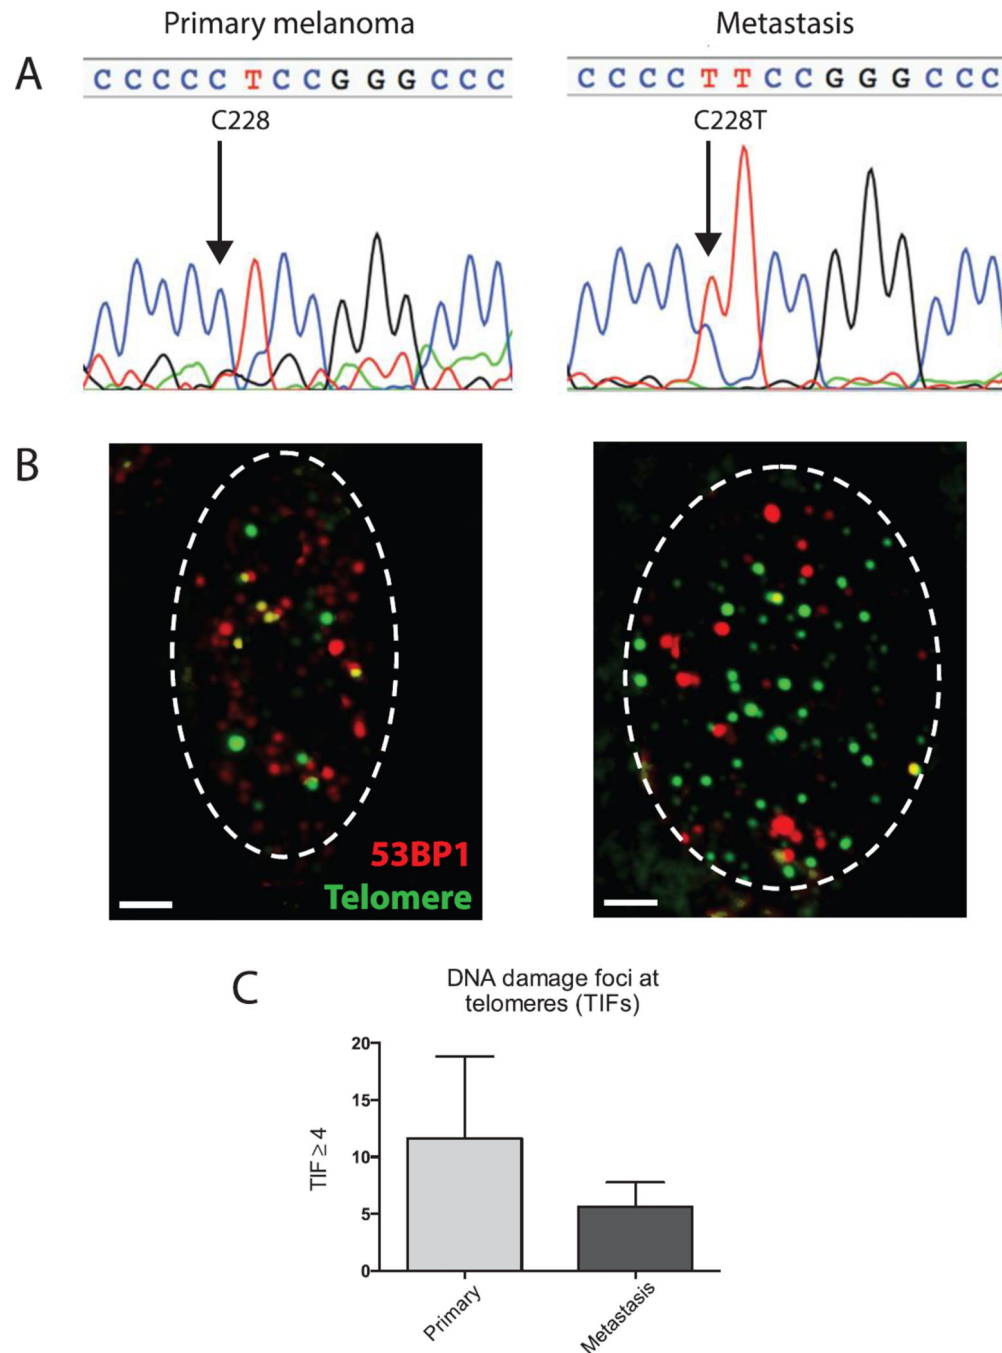 Primary melanoma
Metastasis
A
C C C C C T C C G G G C C C
C C C C T T C C G G G C C C
C228
C228T
B
53BP1
Telomere
C
DNA damage foci at
telomeres (TIFs)
20
15
10
5
0
TIF ≥ 4
Primary
Metastasis